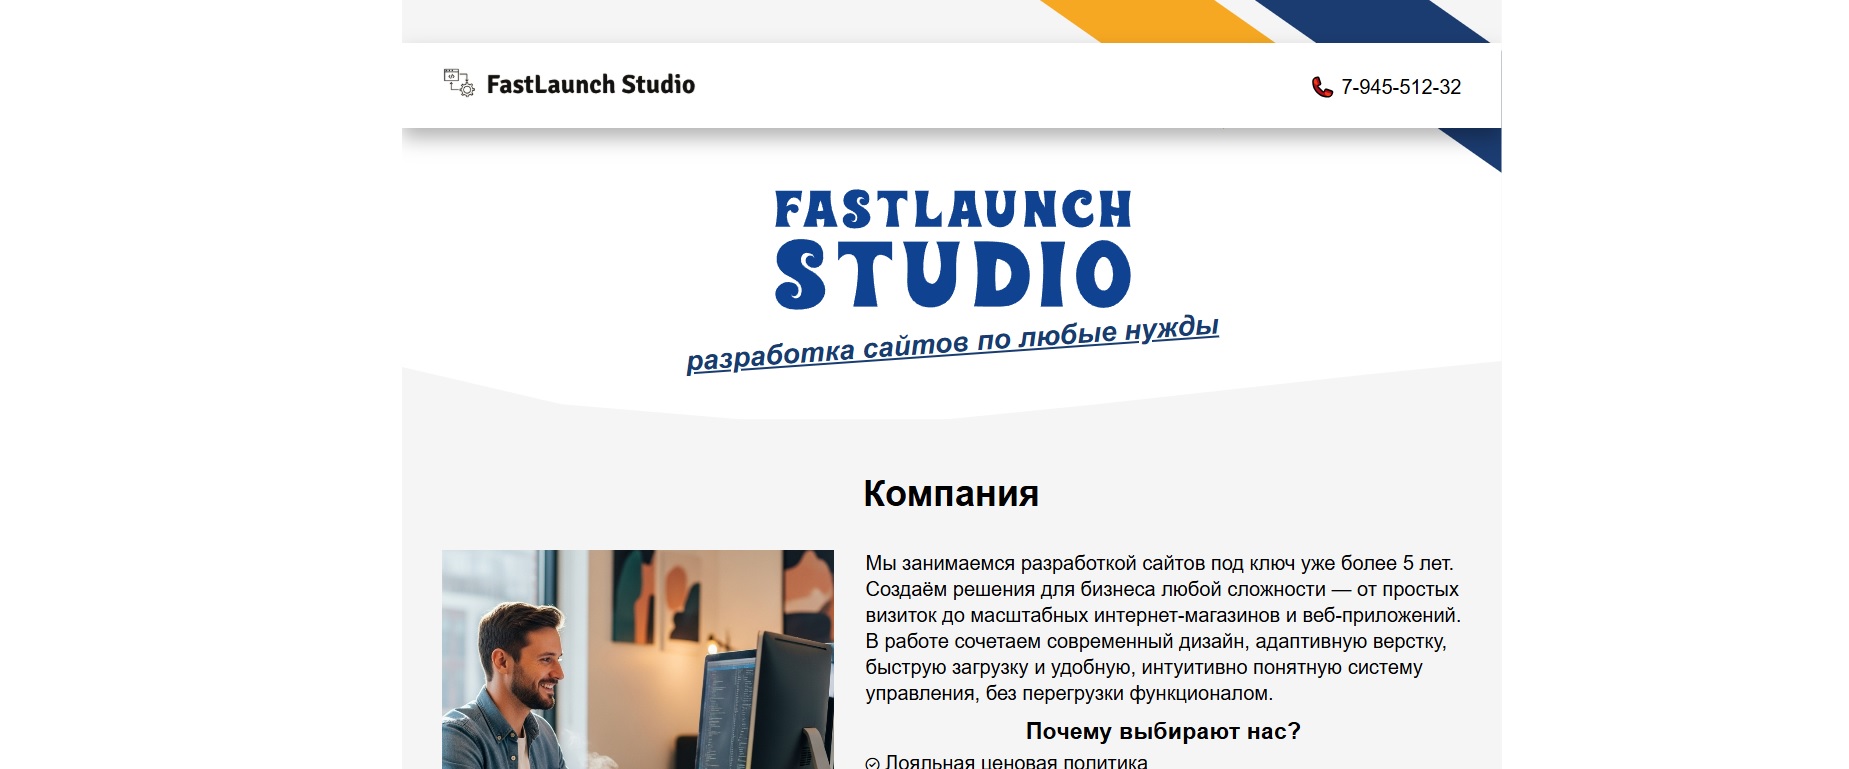 FastLaunch Studio
7-945-512-32
FASTLAUNCH
STUDIO
разработка сайтов по любые нужды
Компания
Мы занимаемся разработкой сайтов под ключ уже более 5 лет.
Создаём решения для бизнеса любой сложности — от простых
визиток до масштабных интернет-магазинов и веб-приложений.
В работе сочетаем современный дизайн, адаптивную верстку,
быструю загрузку и удобную, интуитивно понятную систему
управления, без перегрузки функционалом.
Почему выбирают нас?
Лояльная ценовая политика